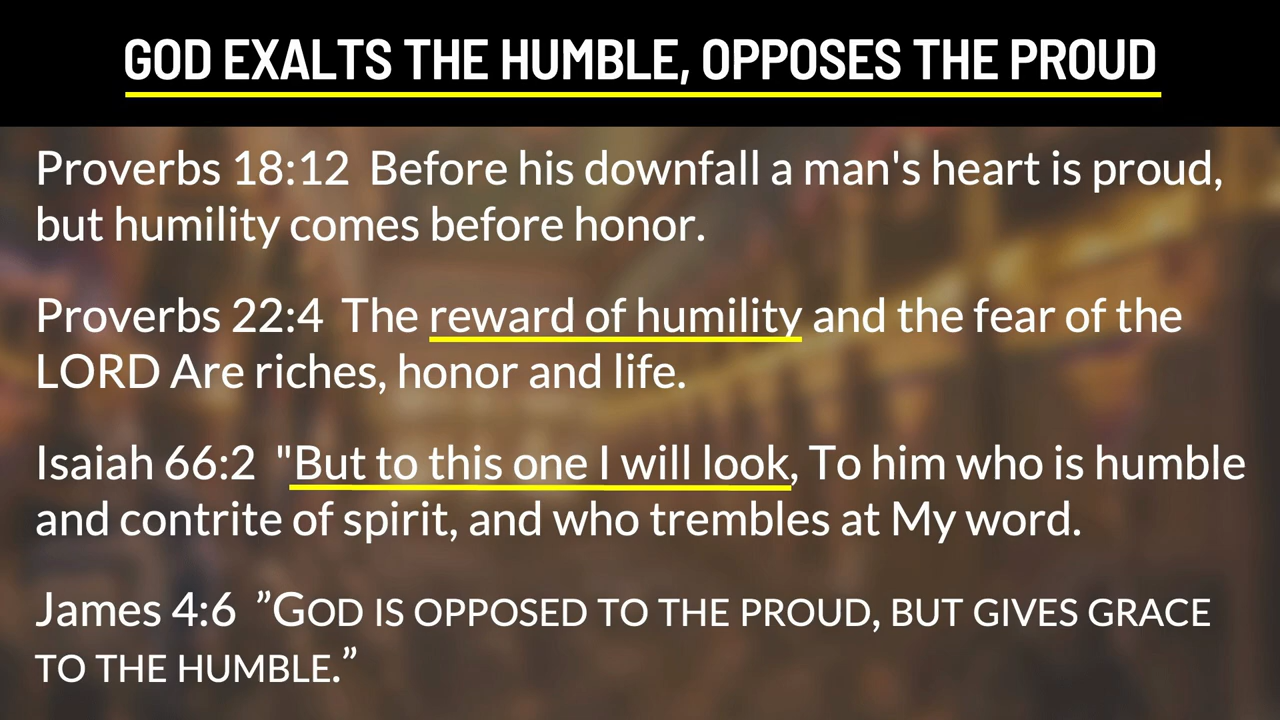 GOD EXALTS THE HUMBLE, OPPOSES THE PROUD
Proverbs 18:12  Before his downfall a man's heart is proud,
but humility comes before honor.
Proverbs 22:4  The reward of humility and the fear of the
LORD Are riches, honor and life.
Isaiah 66:2  "But to this one I will look, To him who is humble
and contrite of spirit, and who trembles at My word.
James 4:6  ”GOD IS OPPOSED TO THE PROUD, BUT GIVES GRACE
TO THE HUMBLE.”